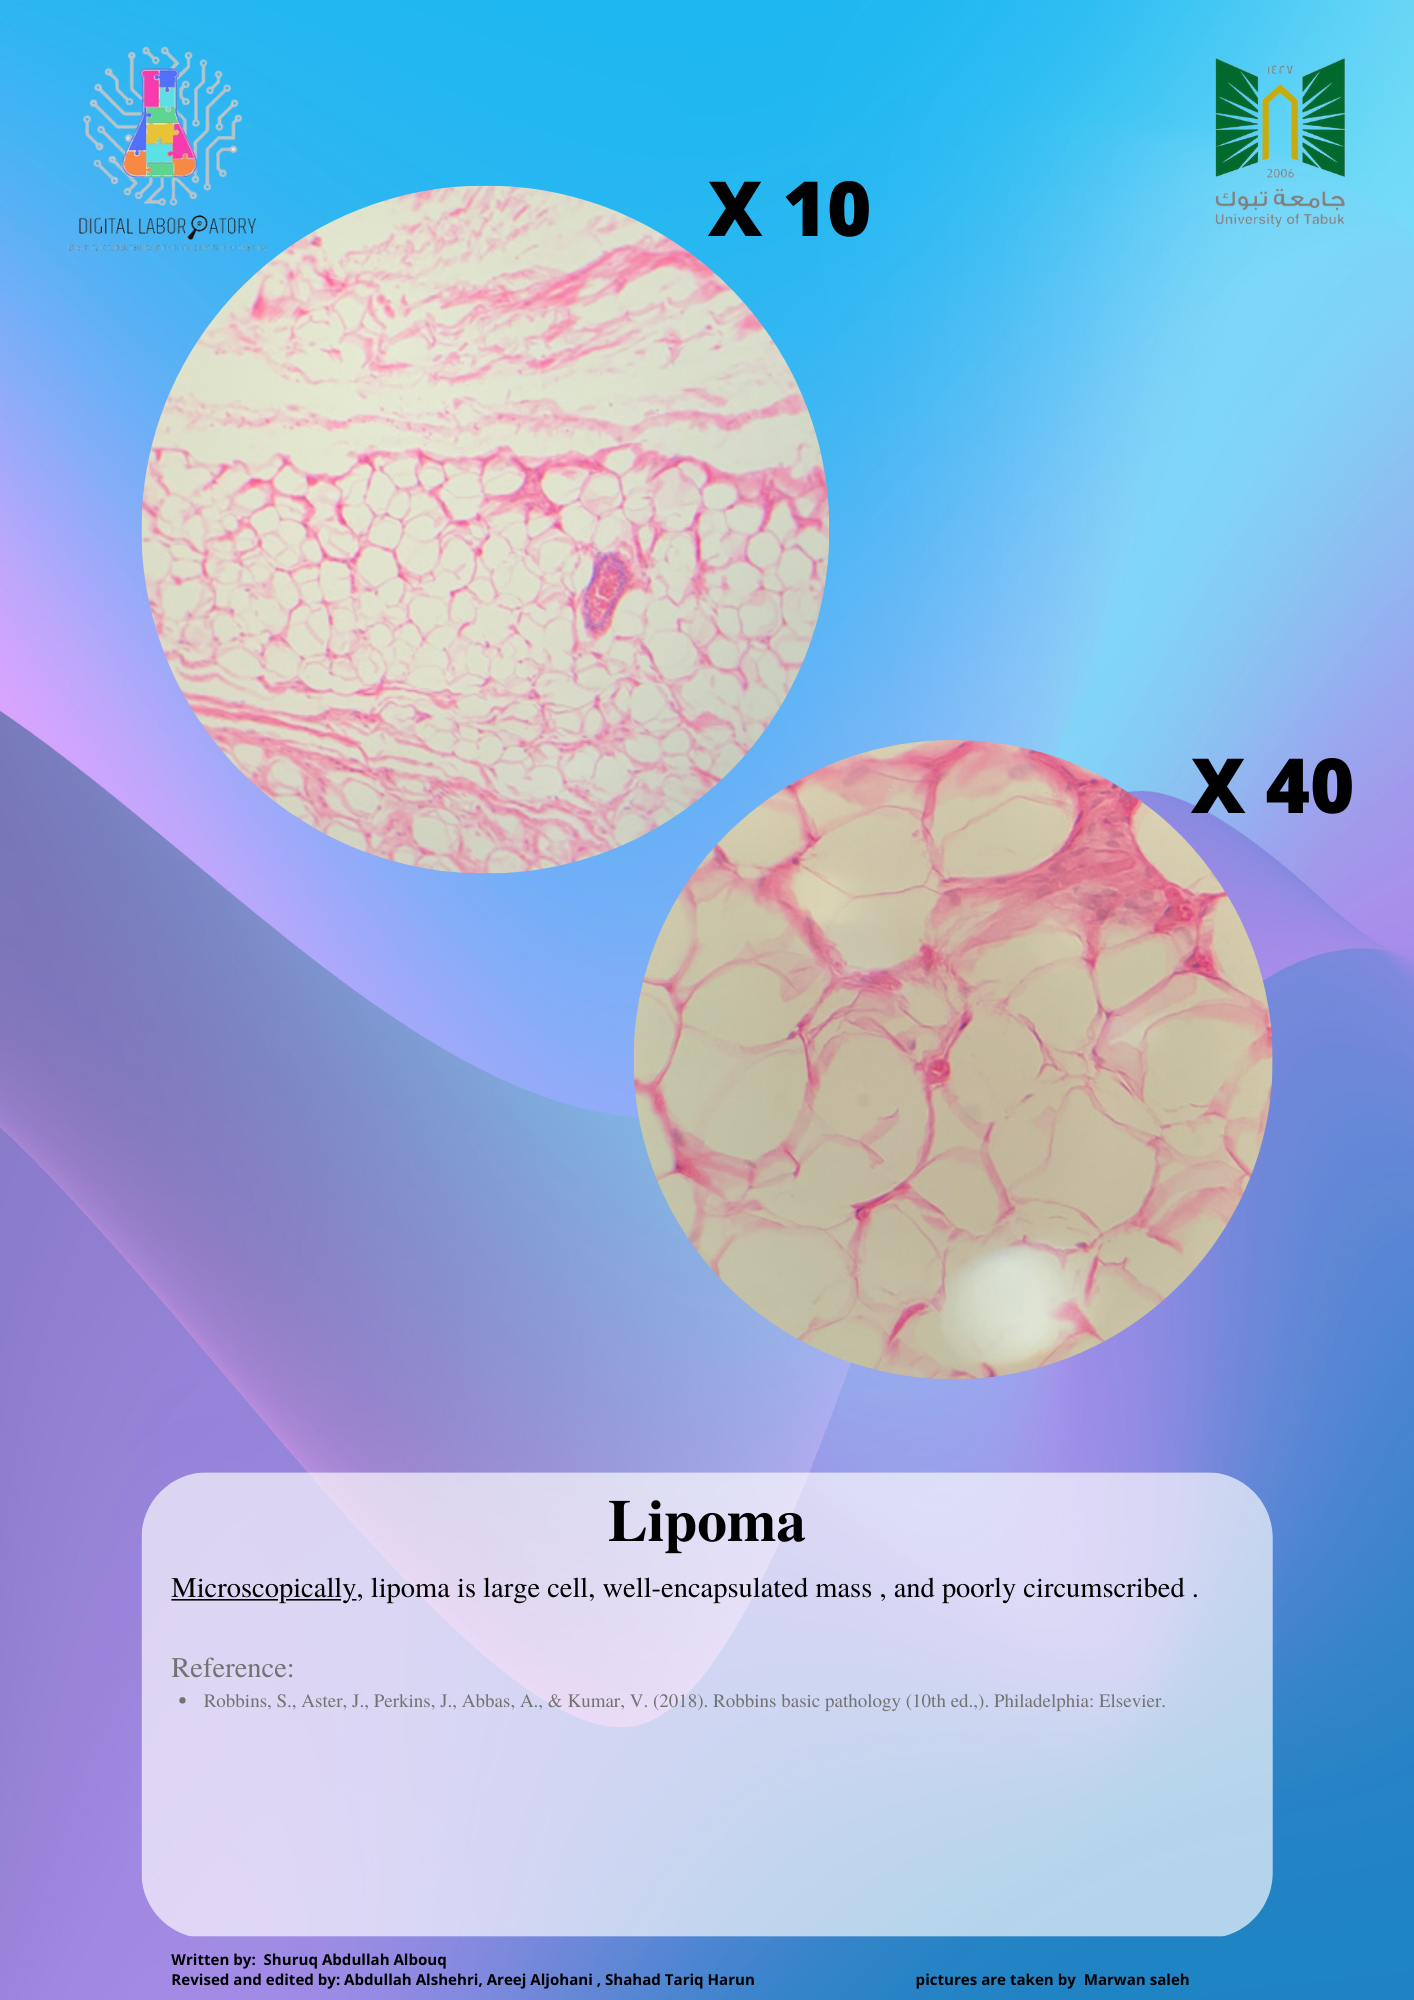 DIGITAL LABORATORY
١٤٢٧
2006
جامعة تبوك
University of Tabuk
X 10
X 40
Lipoma
Microscopically, lipoma is large cell, well-encapsulated mass , and poorly circumscribed .
Reference:
• Robbins, S., Aster, J., Perkins, J., Abbas, A., & Kumar, V. (2018). Robbins basic pathology (10th ed.,). Philadelphia: Elsevier.
Written by: Shuruq Abdullah Albouq
Revised and edited by: Abdullah Alshehri, Areej Aljohani , Shahad Tariq Harun
pictures are taken by Marwan saleh